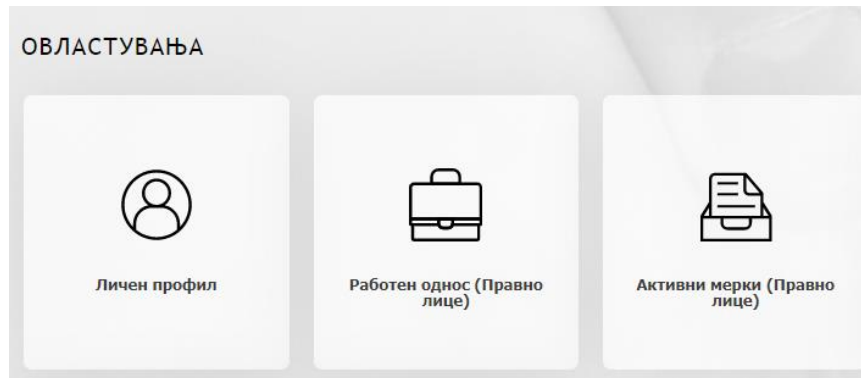 ОВЛАСТУВАЊА
Личен профил
Работен однос (Правно
лице)
Активни мерки (Правно
лице)